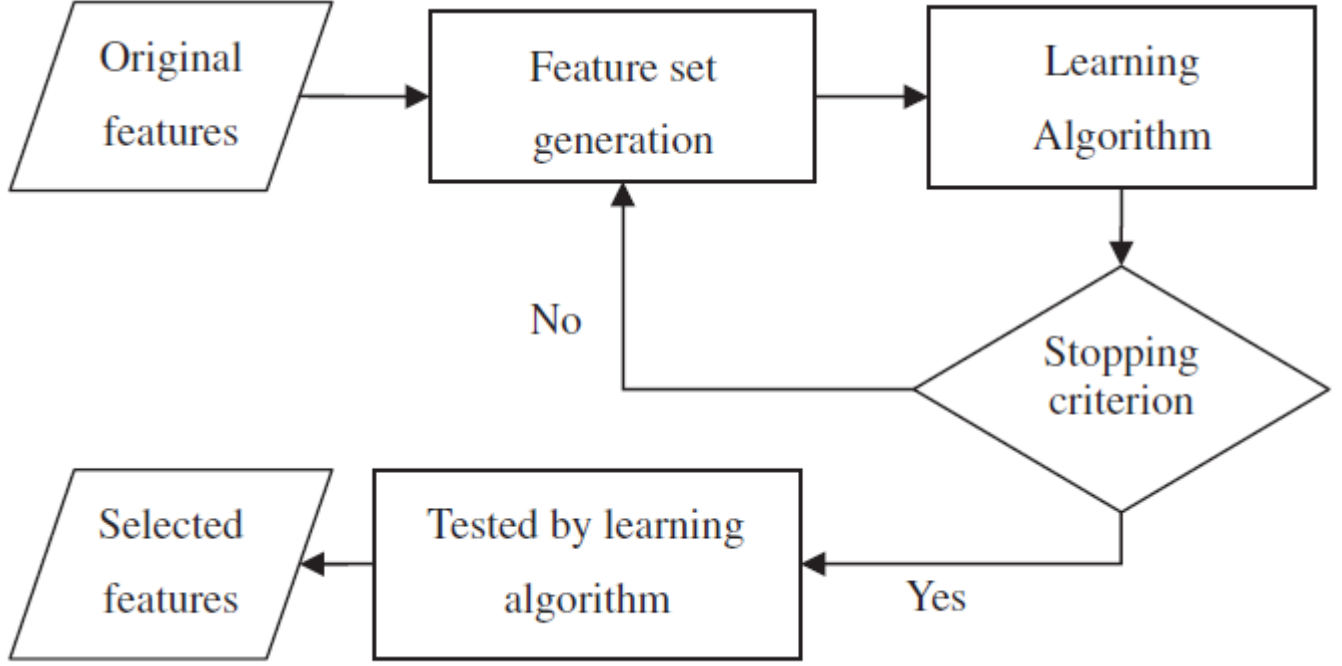 Original
features
Feature set
generation
Learning
Algorithm
No
Stopping
criterion
Selected
features
Tested by learning
algorithm
Yes